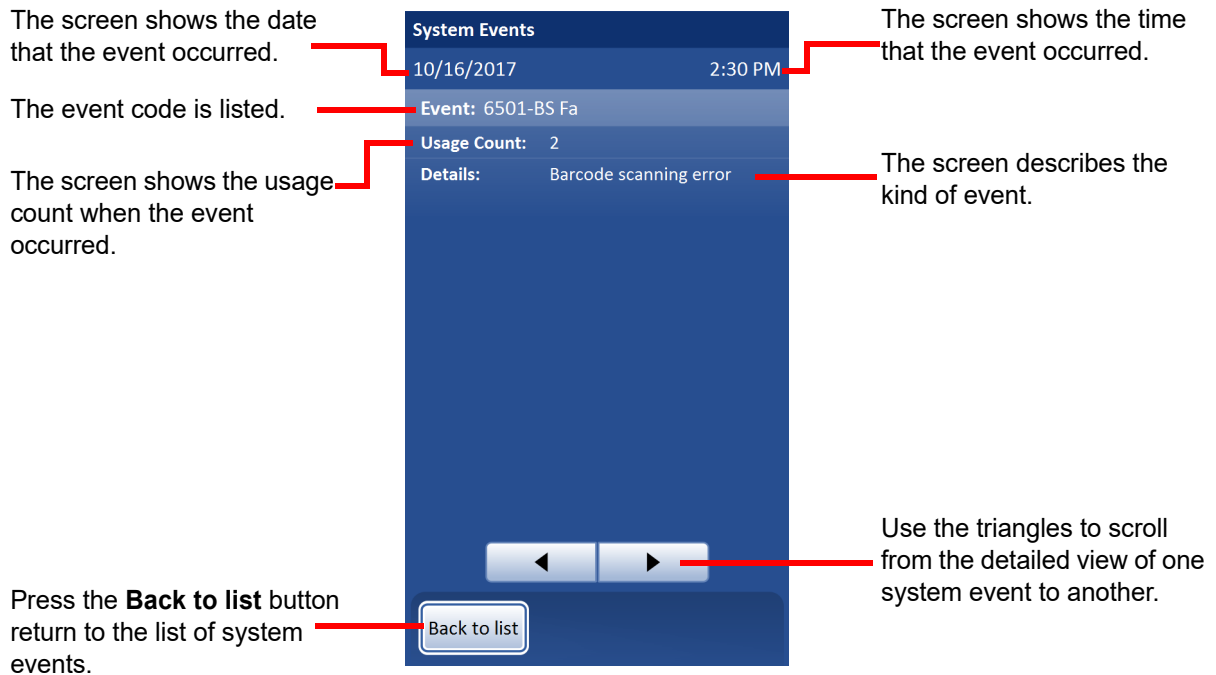 The screen shows the date
that the event occurred.
The event code is listed.
The screen shows the usage
count when the event
occurred.
Press the Back to list button
return to the list of system
events.
System Events
10/16/2017 2:30 PM
Event: 6501-BS Fa
Usage Count: 2
Details: Barcode scanning error
Back to list
The screen shows the time
that the event occurred.
The screen describes the
kind of event.
Use the triangles to scroll
from the detailed view of one
system event to another.